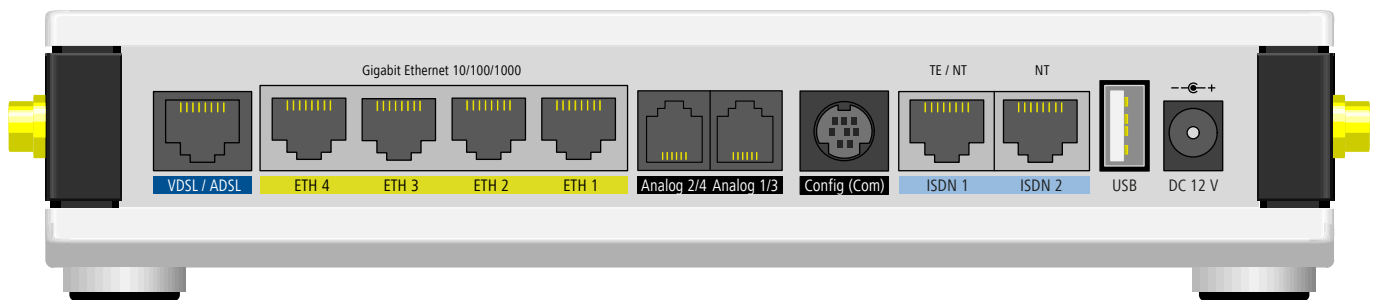 Gigabit Ethernet 10/100/1000
TE / NT
NT
VDSL / ADSL
ETH 4
ETH 3
ETH 2
ETH 1
Analog 2/4
Analog 1/3
Config (Com)
ISDN 1
ISDN 2
USB
DC 12 V